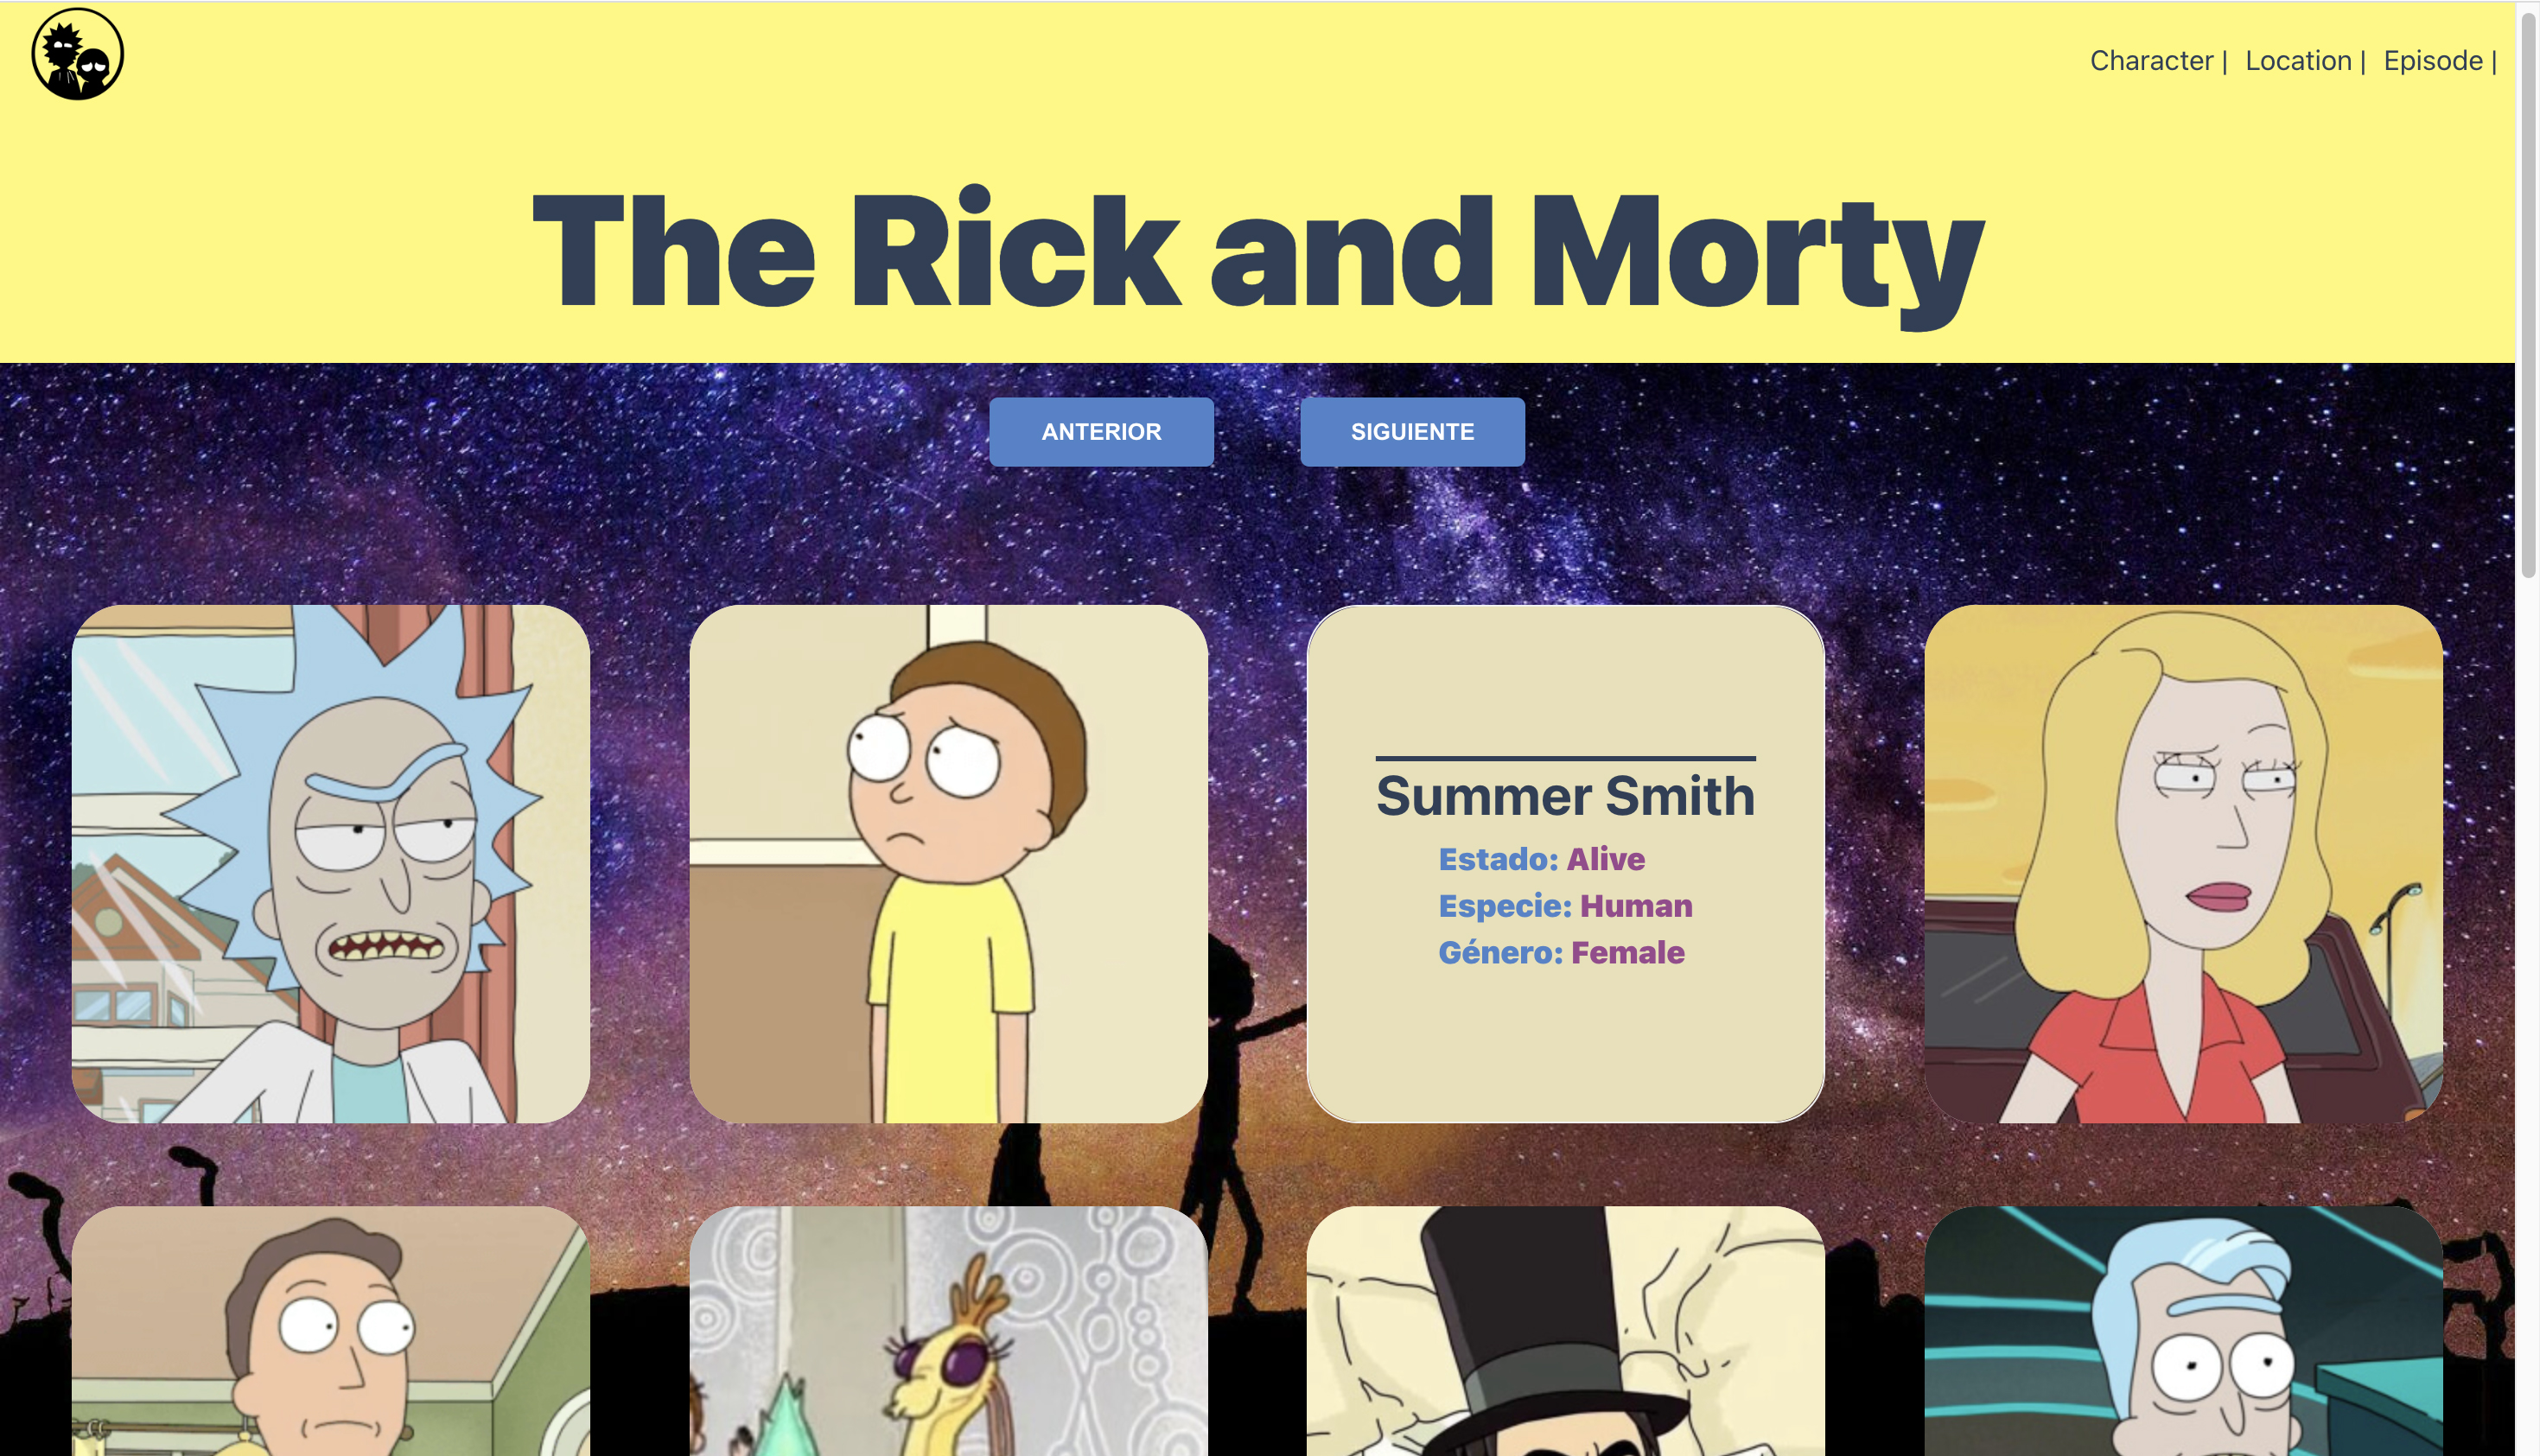 Character | Location | Episode |
The Rick and Morty
ANTERIOR
SIGUIENTE
Summer Smith
Estado: Alive
Especie: Human
Género: Female